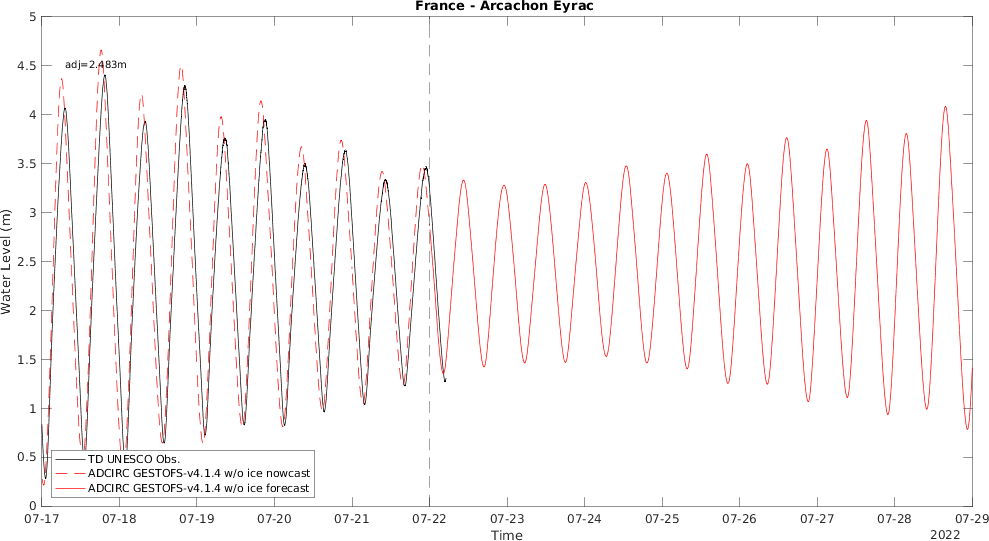 France - Arcachon Eyrac
5
4.5
4
3.5
3
2.5
2
1.5
1
0.5
0
Water Level (m)
adj=2.483m
TD UNESCO Obs.
ADCIRC GESTOFS-v4.1.4 w/o ice nowcast
ADCIRC GESTOFS-v4.1.4 w/o ice forecast
07-17 07-18 07-19 07-20 07-21 07-22 07-23 07-24 07-25 07-26 07-27 07-28 07-29
Time
2022